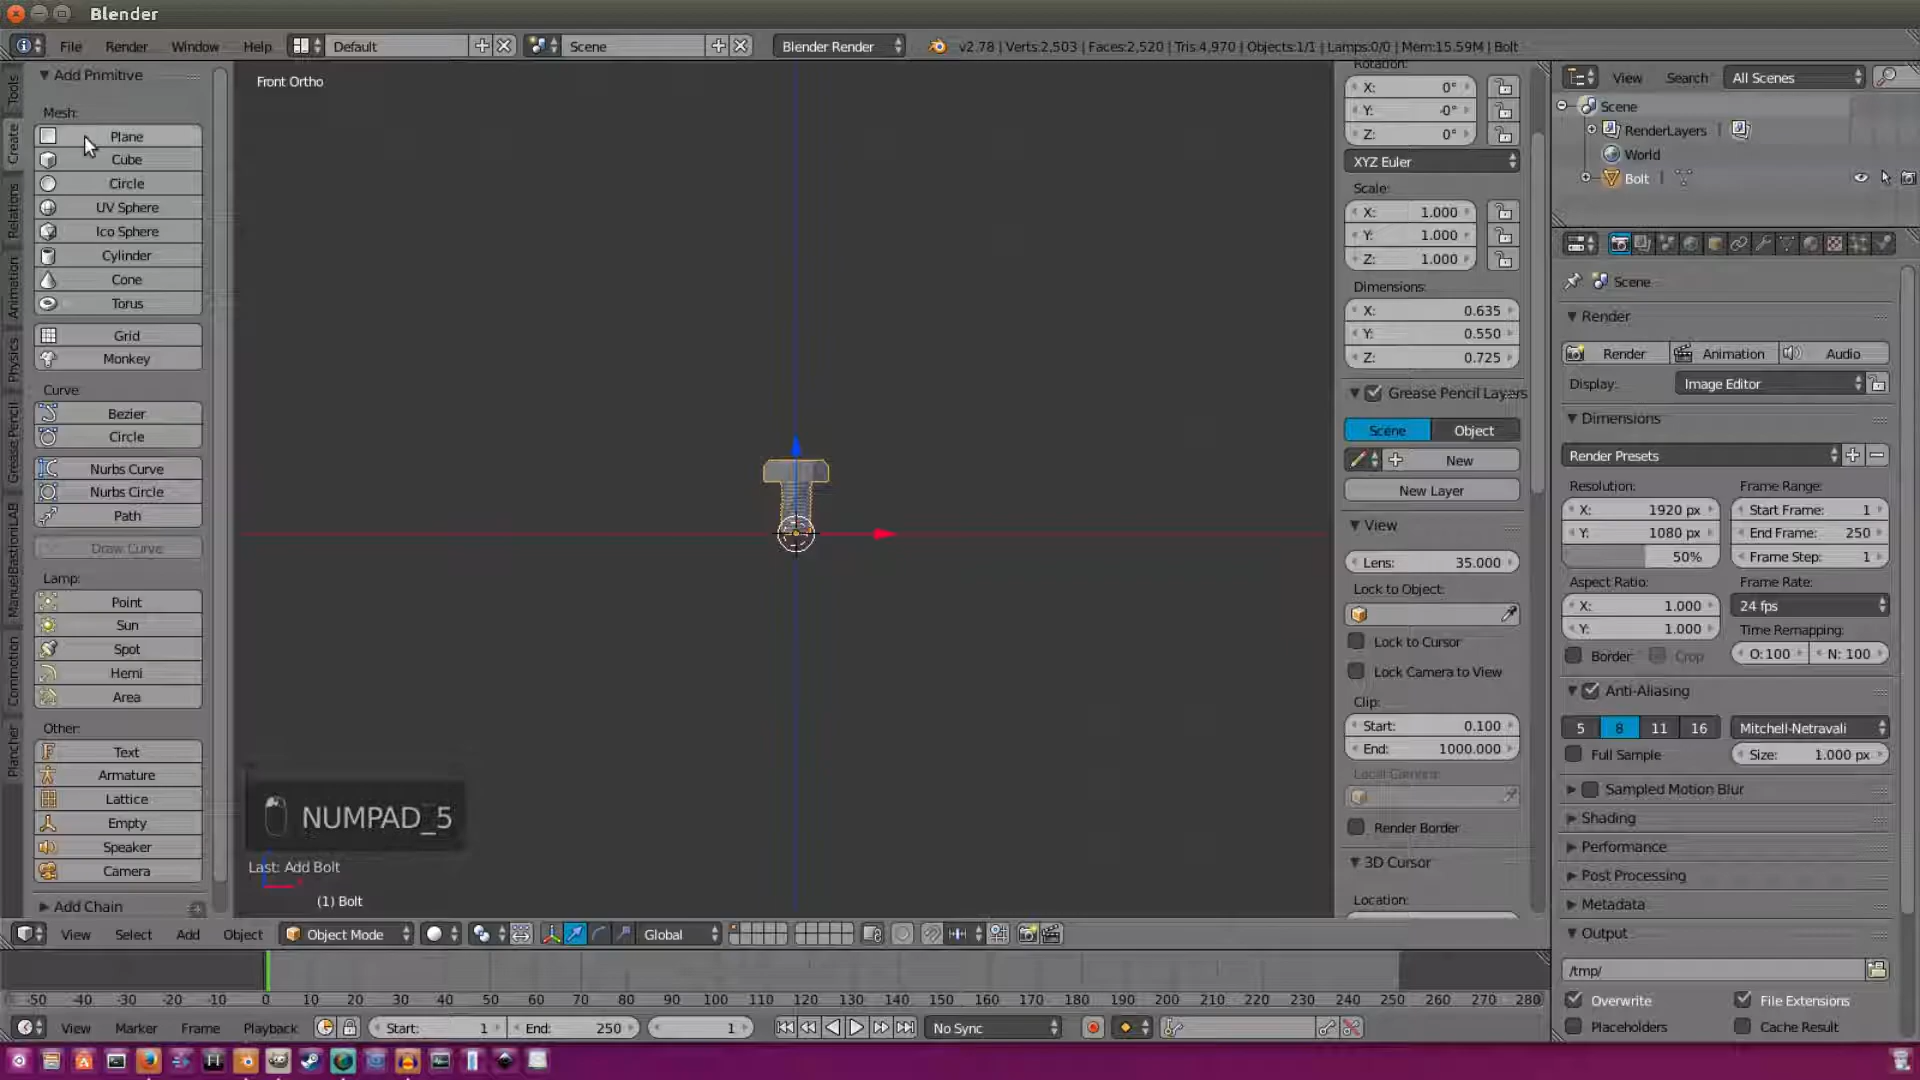 Blender
File Render Window Help Default Scene Blender Render v2.78 | Verts:2,503 | Faces:2,520 | Tris:4,970 | Objects:1/1 | Lamps:0/0 | Mem:15.59M | Bolt
Tools
Create
Relations
Animation
Physics
Grease Pencil
ManuelBastioniLAB
Commotion
Plancher
Add Primitive
Mesh:
Plane
Cube
Circle
UV Sphere
Ico Sphere
Cylinder
Cone
Torus
Grid
Monkey
Curve:
Bezier
Circle
Nurbs Curve
Nurbs Circle
Path
Draw Curve
Lamp:
Point
Sun
Spot
Hemi
Area
Other:
Text
Armature
Lattice
Empty
Speaker
Camera
Add Chain
Front Ortho
NUMPAD_5
Last: Add Bolt
(1) Bolt
Rotation:
X: 0°
Y: -0°
Z: 0°
XYZ Euler
Scale:
X: 1.000
Y: 1.000
Z: 1.000
Dimensions:
X: 0.635
Y: 0.550
Z: 0.725
Grease Pencil Layers
Scene Object
New
New Layer
View
Lens: 35.000
Lock to Object:
Lock to Cursor
Lock Camera to View
Clip:
Start: 0.100
End: 1000.000
Local Camera:
Render Border
3D Cursor
Location:
View Search All Scenes
Scene
RenderLayers |
World
Bolt |
Scene
Render
Render Animation Audio
Display: Image Editor
Dimensions
Render Presets
Resolution: Frame Range:
X: 1920 px Start Frame: 1
Y: 1080 px End Frame: 250
50% Frame Step: 1
Aspect Ratio: Frame Rate:
X: 1.000 24 fps
Y: 1.000 Time Remapping:
Border Crop O: 100 N: 100
Anti-Aliasing
5 8 11 16 Mitchell-Netravali
Full Sample Size: 1.000 px
Sampled Motion Blur
Shading
Performance
Post Processing
Metadata
Output
/tmp/
Overwrite File Extensions
Placeholders Cache Result
View Select Add Object Object Mode Global
-50 -40 -30 -20 -10 0 10 20 30 40 50 60 70 80 90 100 110 120 130 140 150 160 170 180 190 200 210 220 230 240 250 260 270 280
View Marker Frame Playback Start: 1 End: 250 1 No Sync